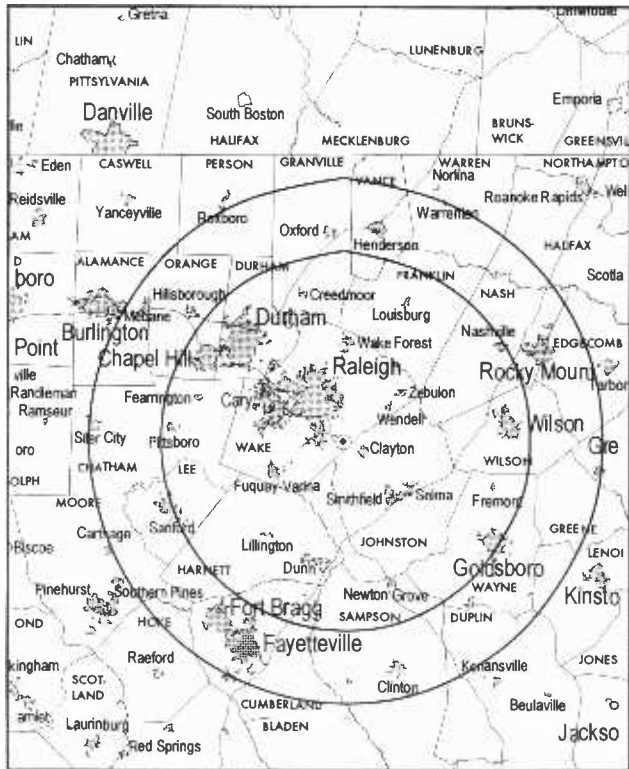 Gretna
LIN
Chatham
LUNENBURG
PITTSYLVANIA
Danville
South Boston
Emporia
BRUNS-
WICK
HALIFAX
MECKLENBURG
GREENSV
Eden
CASWELL
PERSON
GRANVILLE
WARREN
NORTHAMPTO
VANCE
Norlina
Reidsville
Yanceyville
Roxboro
Roanoke Rapids
Wel
Warrenton
AM
Oxford
Henderson
HALIFAX
D
ALAMANCE
ORANGE
DURHAM
boro
FRANKLIN
Scotla
Hillsborough
Creedmoor
NASH
Mebane
Louisburg
Burlington
Durham
Nashville
EDGECOMB
Point
Chapel Hill
Wake Forest
Rocky Mount
ville
Raleigh
Tarbor
Randleman
Fearrington
Cary
Zebulon
Ramseur
Wendell
Wilson
oro
Siler City
Pittsboro
WAKE
Clayton
Gre
CHATHAM
LEE
WILSON
OLPH
Fuquay-Varina
Smithfield
Selma
Fremont
MOORE
Sanford
GREENE
Carthage
Lillington
JOHNSTON
LENOI
Biscoe
HARNETT
Dunn
Goldsboro
Pinehurst
Southern Pines
Newton Grove
WAYNE
Kinsto
Fort Bragg
SAMPSON
DUPLIN
OND
HOKE
Fayetteville
kingham
Raeford
Clinton
Kenansville
JONES
SCOT-
LAND
CUMBERLAND
Beulaville
amlet
Laurinburg
BLADEN
Jackso
Red Springs